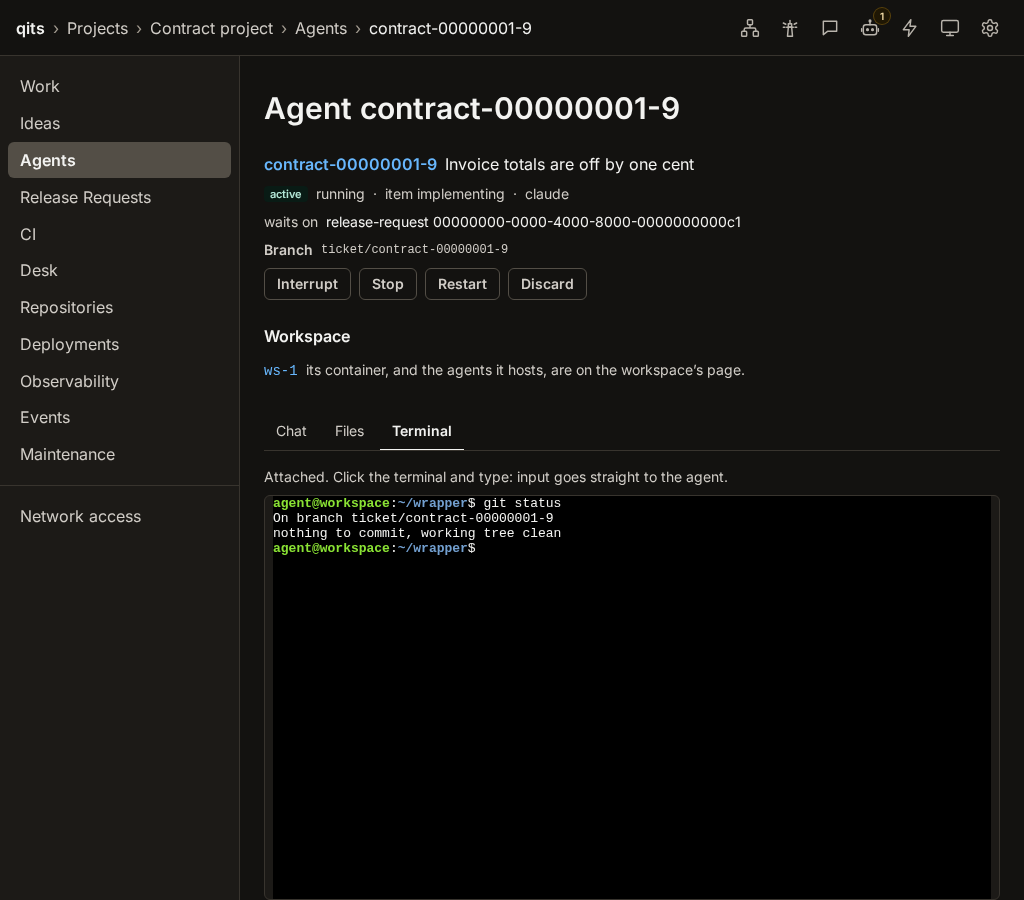 qits › Projects › Contract project › Agents › contract-00000001-9
1
Work
Ideas
Agents
Release Requests
CI
Desk
Repositories
Deployments
Observability
Events
Maintenance
Network access
Agent contract-00000001-9
contract-00000001-9 Invoice totals are off by one cent
active running · item implementing · claude
waits on release-request 00000000-0000-4000-8000-0000000000c1
Branch ticket/contract-00000001-9
Interrupt Stop Restart Discard
Workspace
ws-1 its container, and the agents it hosts, are on the workspace’s page.
Chat Files Terminal
Attached. Click the terminal and type: input goes straight to the agent.
agent@workspace:~/wrapper$ git status
On branch ticket/contract-00000001-9
nothing to commit, working tree clean
agent@workspace:~/wrapper$